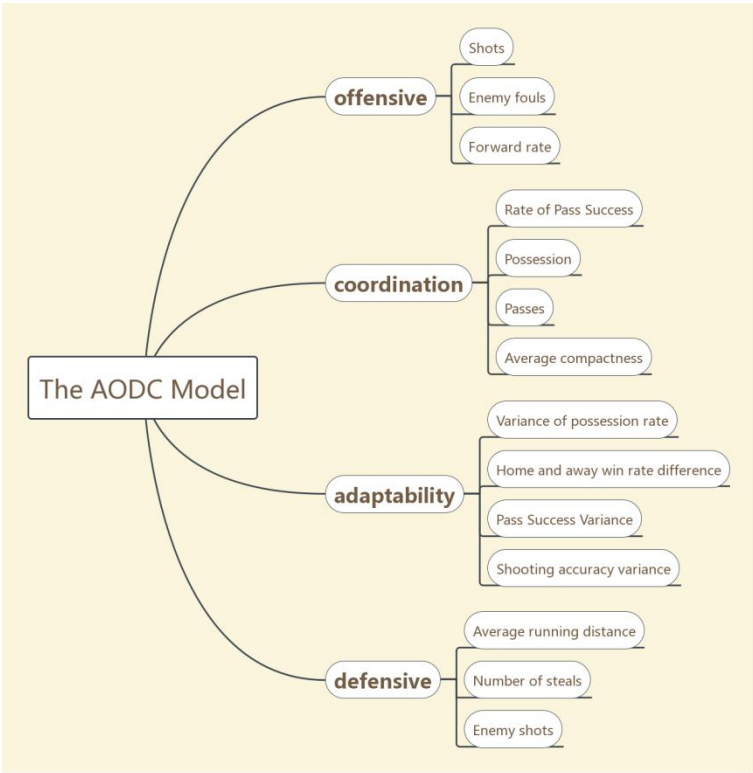 The AODC Model
offensive
Shots
Enemy fouls
Forward rate
coordination
Rate of Pass Success
Possession
Passes
Average compactness
adaptability
Variance of possession rate
Home and away win rate difference
Pass Success Variance
Shooting accuracy variance
defensive
Average running distance
Number of steals
Enemy shots